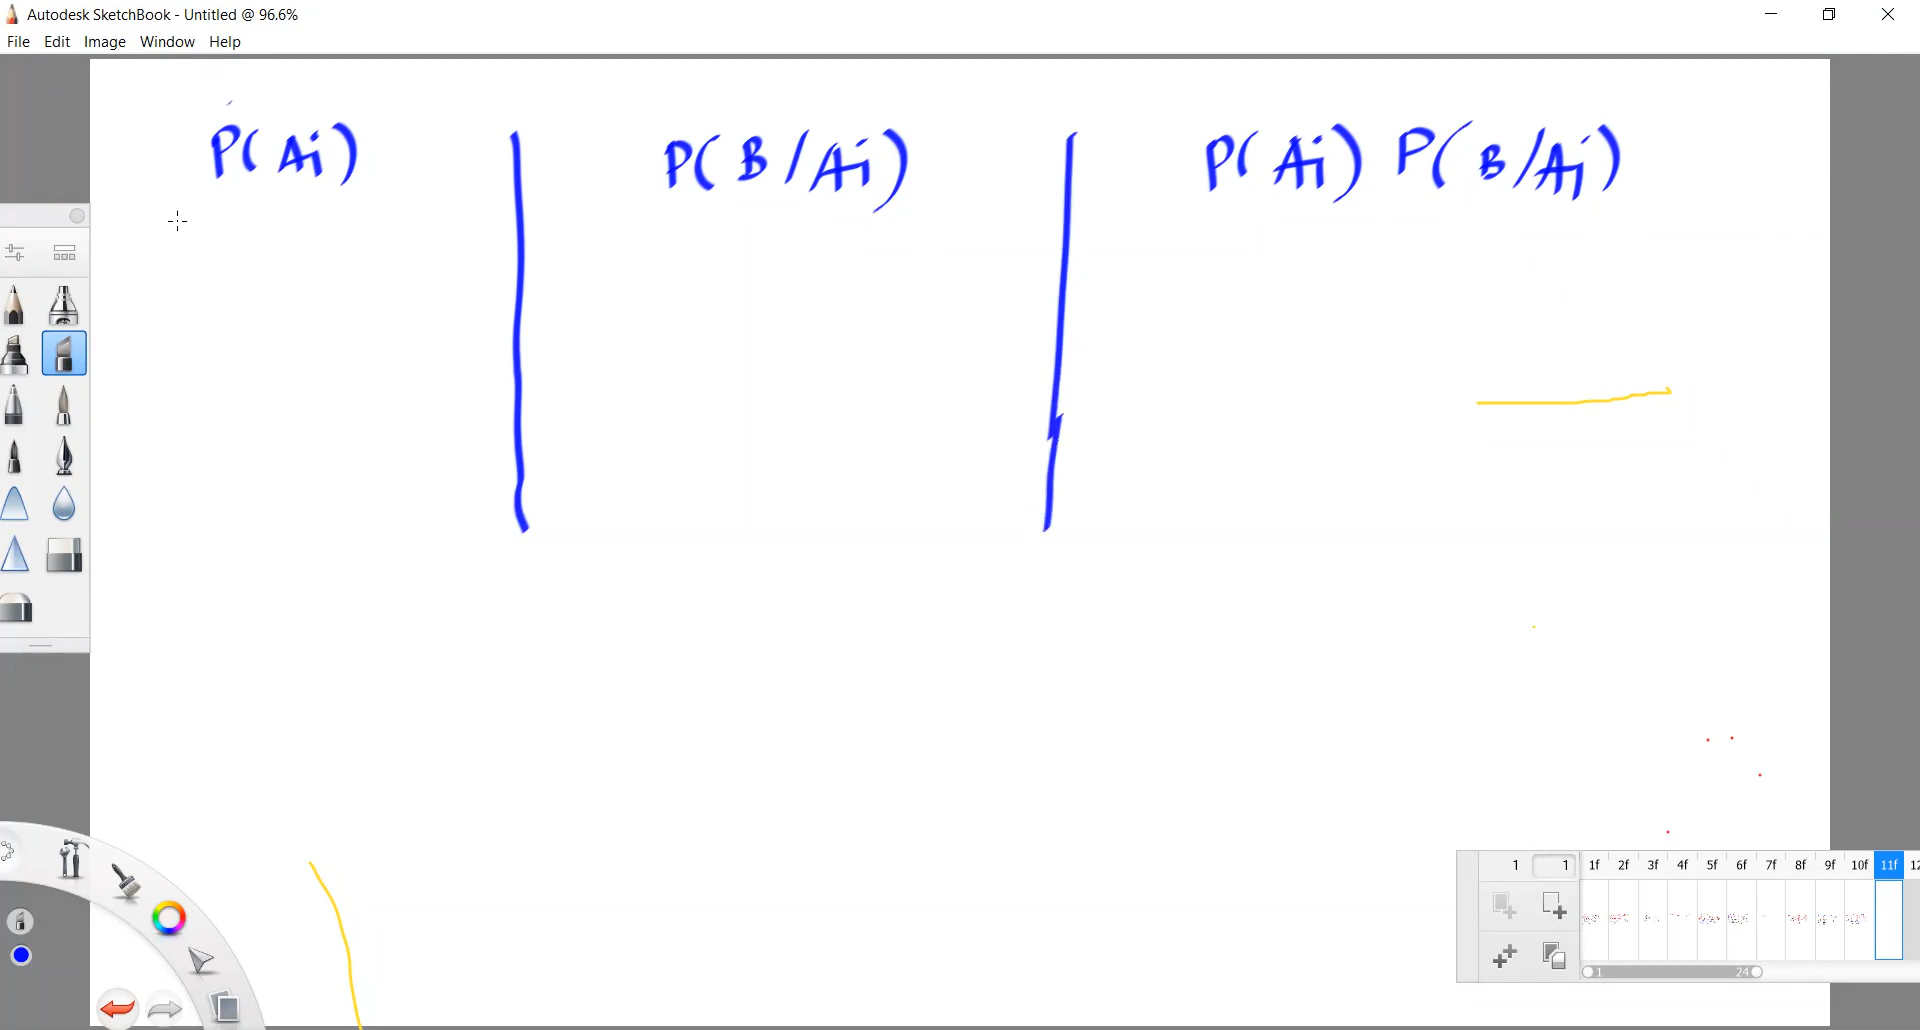 Autodesk SketchBook - Untitled @ 96.6%
File Edit Image Window Help
P(Ai) P(B/Ai) P(Ai) P(B/Ai)
1 1 1f 2f 3f 4f 5f 6f 7f 8f 9f 10f 11f 12
1 24